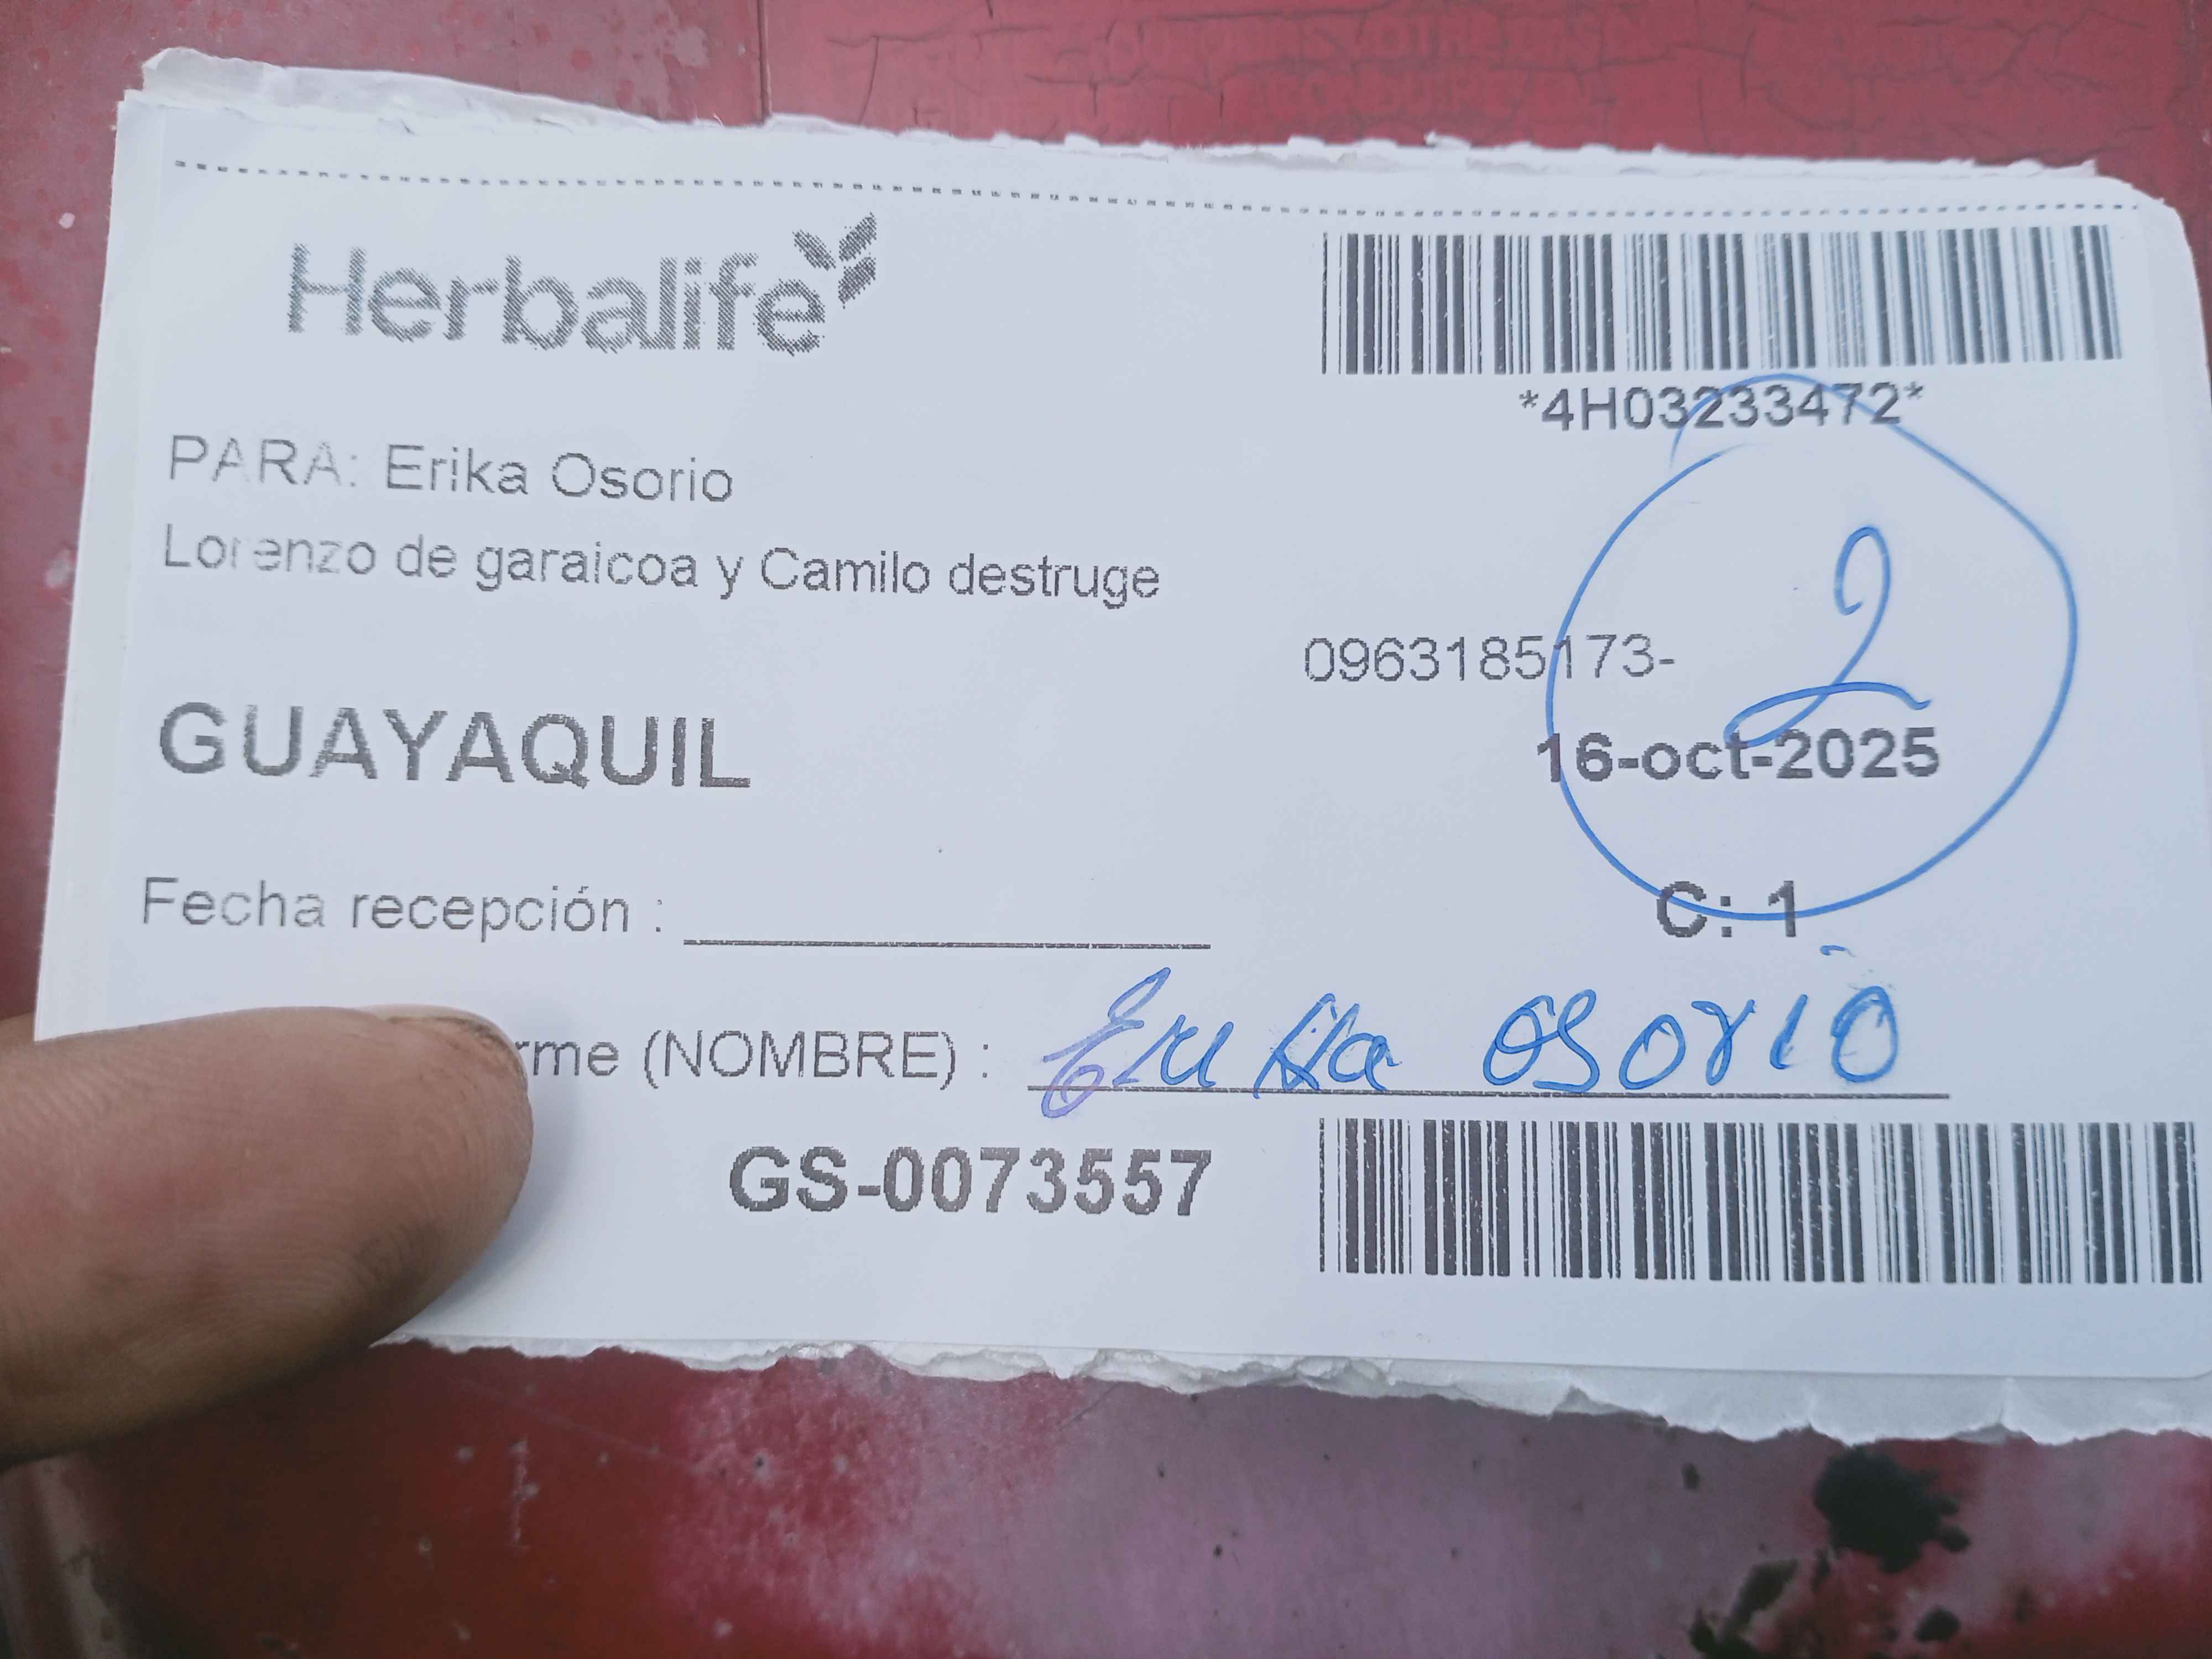 Herbalife
*4H03233472*
PARA: Erika Osorio
Lorenzo de garaicoa y Camilo destruge
0963185173-
2
GUAYAQUIL
16-oct-2025
Fecha recepción :
C: 1
rme (NOMBRE) : Erika Osorio
GS-0073557